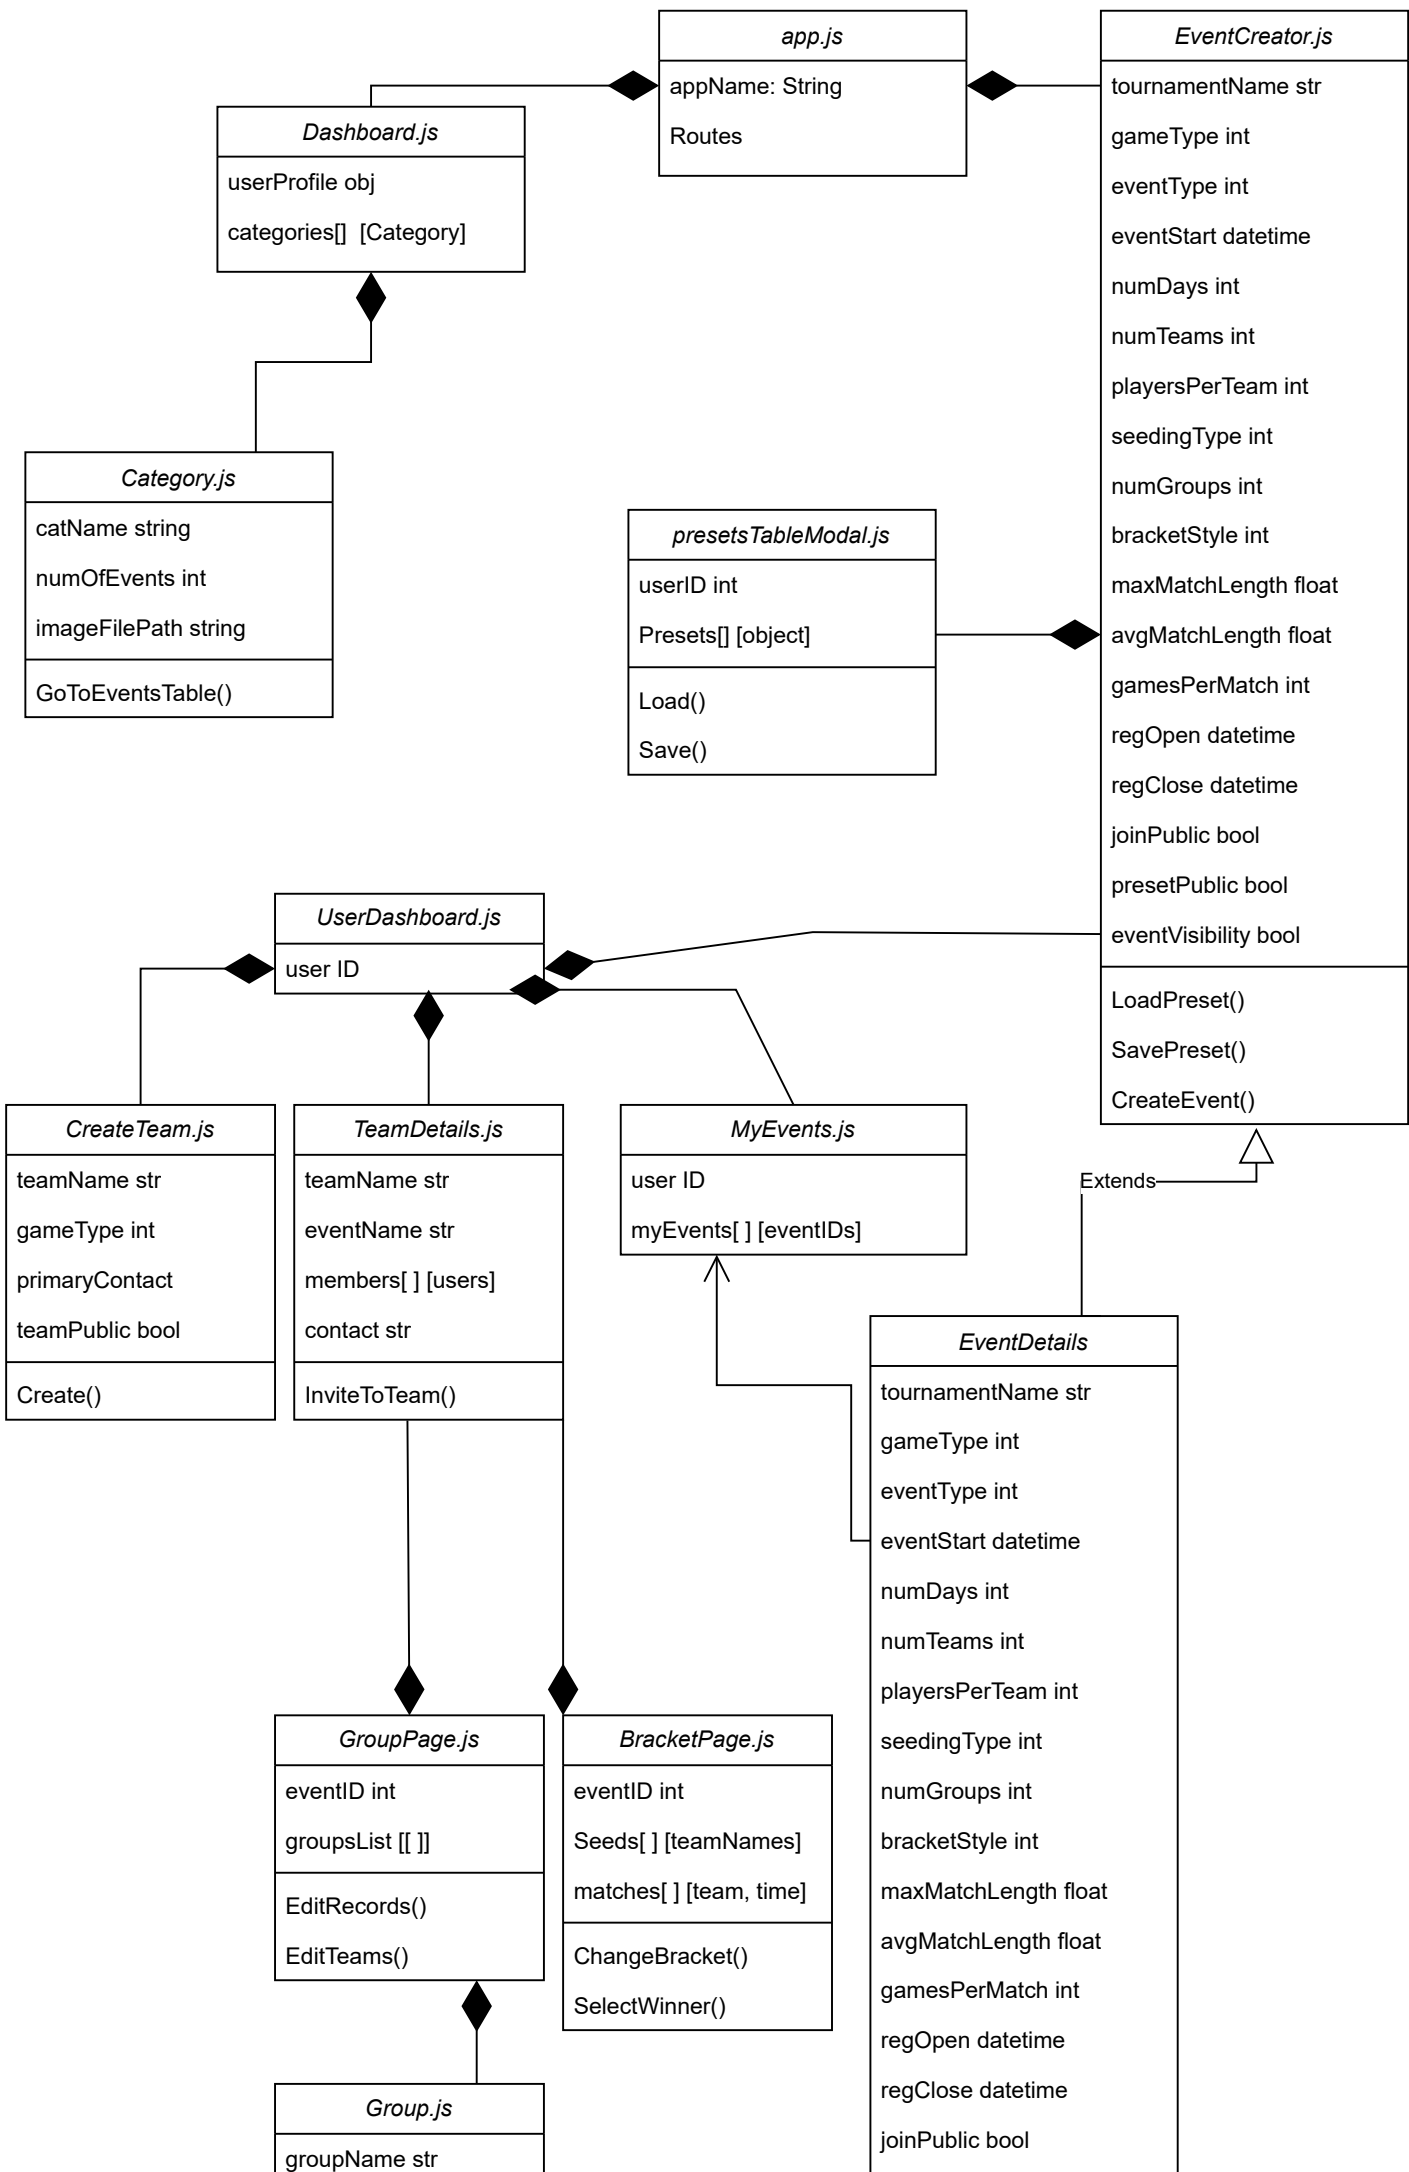 app.js
appName: String
Routes
EventCreator.js
tournamentName str
gameType int
eventType int
eventStart datetime
numDays int
numTeams int
playersPerTeam int
seedingType int
numGroups int
bracketStyle int
maxMatchLength float
avgMatchLength float
gamesPerMatch int
regOpen datetime
regClose datetime
joinPublic bool
presetPublic bool
eventVisibility bool
LoadPreset()
SavePreset()
CreateEvent()
Dashboard.js
userProfile obj
categories[]  [Category]
Category.js
catName string
numOfEvents int
imageFilePath string
GoToEventsTable()
presetsTableModal.js
userID int
Presets[] [object]
Load()
Save()
UserDashboard.js
user ID
CreateTeam.js
teamName str
gameType int
primaryContact
teamPublic bool
Create()
TeamDetails.js
teamName str
eventName str
members[ ] [users]
contact str
InviteToTeam()
MyEvents.js
user ID
myEvents[ ] [eventIDs]
Extends
EventDetails
tournamentName str
gameType int
eventType int
eventStart datetime
numDays int
numTeams int
playersPerTeam int
seedingType int
numGroups int
bracketStyle int
maxMatchLength float
avgMatchLength float
gamesPerMatch int
regOpen datetime
regClose datetime
joinPublic bool
GroupPage.js
eventID int
groupsList [[ ]]
EditRecords()
EditTeams()
BracketPage.js
eventID int
Seeds[ ] [teamNames]
matches[ ] [team, time]
ChangeBracket()
SelectWinner()
Group.js
groupName str